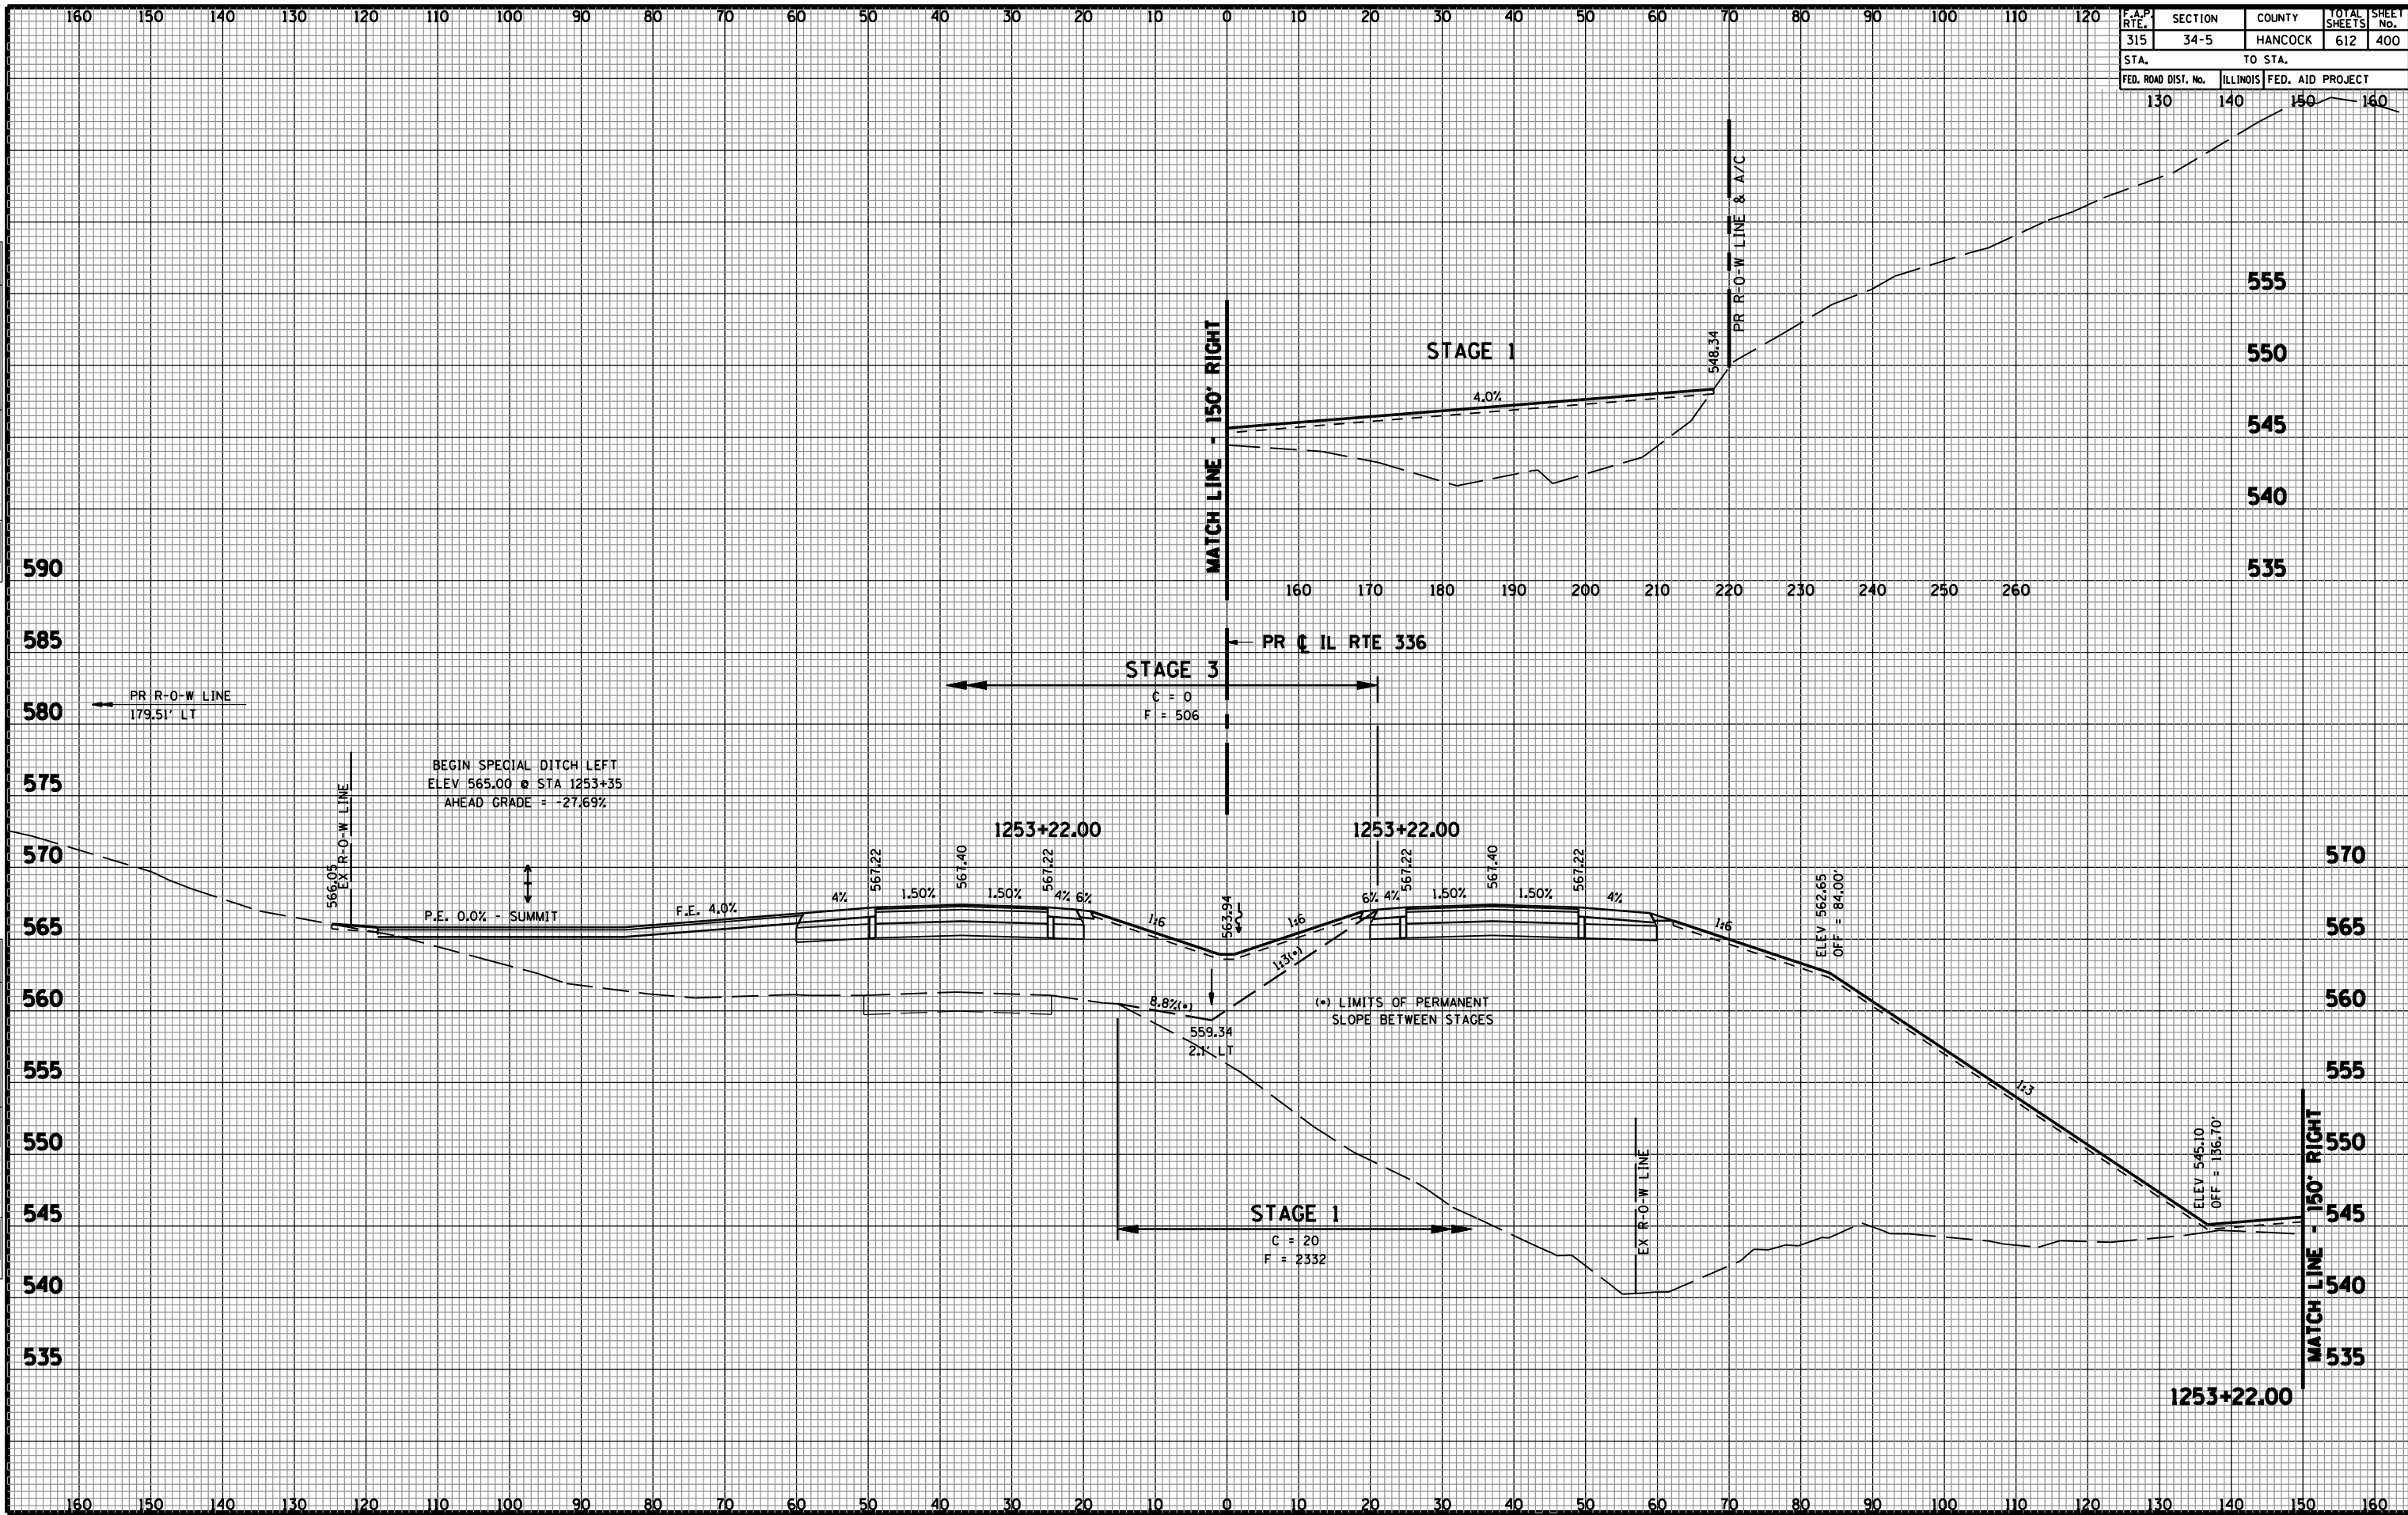 160 150 140 130 120 110 100 90 80 70 60 50 40 30 20 10 0 10 20 30 40 50 60 70 80 90 100 110 120
F.A.P. RTE. SECTION COUNTY TOTAL SHEETS SHEET No.
315 34-5 HANCOCK 612 400
STA. TO STA.
FED. ROAD DIST. No. ILLINOIS FED. AID PROJECT
130 140 150 160
PR R-O-W LINE & A/C
555
MATCH LINE - 150' RIGHT
STAGE 1
548.34
550
4.0%
545
540
590
535
160 170 180 190 200 210 220 230 240 250 260
585
PR ℄ IL RTE 336
STAGE 3
C = 0
F = 506
PR R-O-W LINE
179.51' LT
580
BEGIN SPECIAL DITCH LEFT
ELEV 565.00 @ STA 1253+35
AHEAD GRADE = -27.69%
575
1253+22.00
1253+22.00
570
570
566.05
EX R-O-W LINE
567.22
567.40
567.22
567.22
567.40
567.22
ELEV 562.65
OFF = 84.00'
P.E. 0.0% - SUMMIT
F.E. 4.0%
4%
1.50%
1.50%
4% 6%
1:6
563.94
1:6
6% 4%
1.50%
1.50%
4%
1:6
565
565
1:3(•)
560
8.8%(•)
(•) LIMITS OF PERMANENT
SLOPE BETWEEN STAGES
560
559.34
2.1' LT
555
555
1:3
550
EX R-O-W LINE
ELEV 545.10
OFF = 136.70'
MATCH LINE - 150' RIGHT
550
545
STAGE 1
545
C = 20
F = 2332
540
540
535
535
1253+22.00
160 150 140 130 120 110 100 90 80 70 60 50 40 30 20 10 0 10 20 30 40 50 60 70 80 90 100 110 120 130 140 150 160